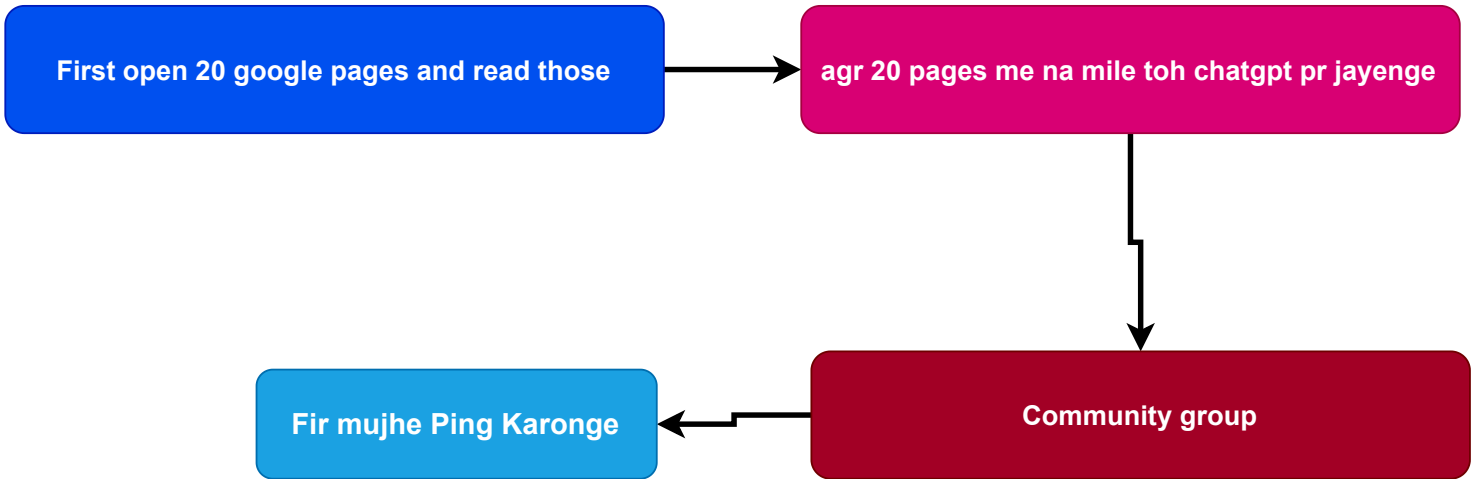 First open 20 google pages and read those
agr 20 pages me na mile toh chatgpt pr jayenge
Community group
Fir mujhe Ping Karonge